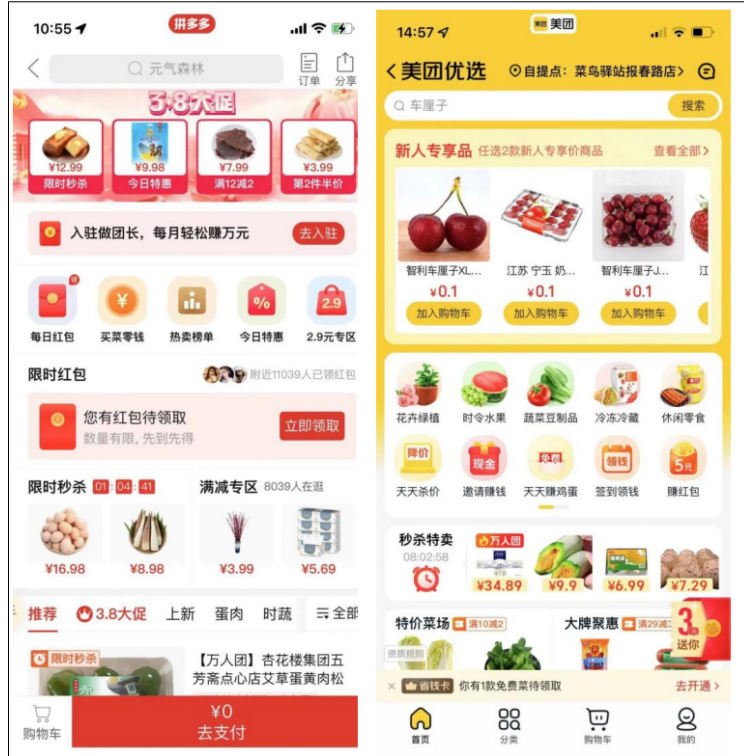 10:55
拼多多
元气森林
订单
分享
3.8大促
¥12.99
限时秒杀
¥9.98
今日特惠
¥7.99
满12减2
¥3.99
第2件半价
入驻做团长，每月轻松赚万元
去入驻
领
2.9
每日红包
买菜零钱
热卖榜单
今日特惠
2.9元专区
限时红包
附近11039人已领红包
您有红包待领取
数量有限, 先到先得
立即领取
限时秒杀 01:04:41
满减专区 8039人在逛
¥16.98
¥8.98
¥3.99
¥5.69
推荐
3.8大促
上新
蛋肉
时蔬
全部
限时秒杀
【万人团】杏花楼集团五
芳斋点心店艾草蛋黄肉松
购物车
¥0
去支付
14:57
美团
美团优选
自提点：菜鸟驿站报春路店
车厘子
搜索
新人专享品 任选2款新人专享价商品
查看全部
智利车厘子XL...
¥0.1
加入购物车
江苏 宁玉 奶...
¥0.1
加入购物车
智利车厘子J...
¥0.1
加入购物车
江
花卉绿植
时令水果
蔬菜豆制品
冷冻冷藏
休闲零食
降价
现金
免费
领钱
5元
天天杀价
邀请赚钱
天天赚鸡蛋
签到领钱
赚红包
秒杀特卖
08:02:58
万人团
¥34.89
¥9.9
¥6.99
¥7.29
特价菜场 满10减2
大牌聚惠 满29减3
3元
送你
资质规则
省钱卡 你有1款免费菜待领取
去开通
首页
分类
购物车
我的